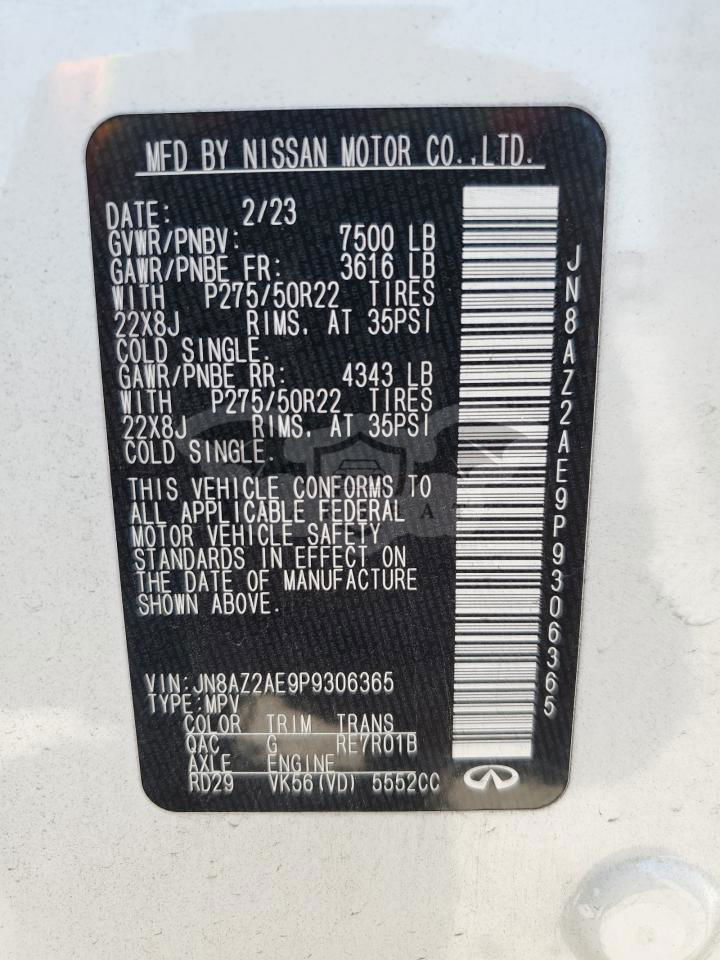 MFD BY NISSAN MOTOR CO.,LTD.
DATE: 2/23
GVWR/PNBV: 7500 LB
GAWR/PNBE FR: 3616 LB
WITH P275/50R22 TIRES
22X8J RIMS, AT 35PSI
COLD SINGLE.
GAWR/PNBE RR: 4343 LB
WITH P275/50R22 TIRES
22X8J RIMS, AT 35PSI
COLD SINGLE.
THIS VEHICLE CONFORMS TO
ALL APPLICABLE FEDERAL
MOTOR VEHICLE SAFETY
STANDARDS IN EFFECT ON
THE DATE OF MANUFACTURE
SHOWN ABOVE.
VIN:JN8AZ2AE9P9306365
TYPE:MPV
COLOR TRIM TRANS
QAC G RE7R01B
AXLE ENGINE
RD29 VK56(VD) 5552CC
JN8AZ2AE9P9306365